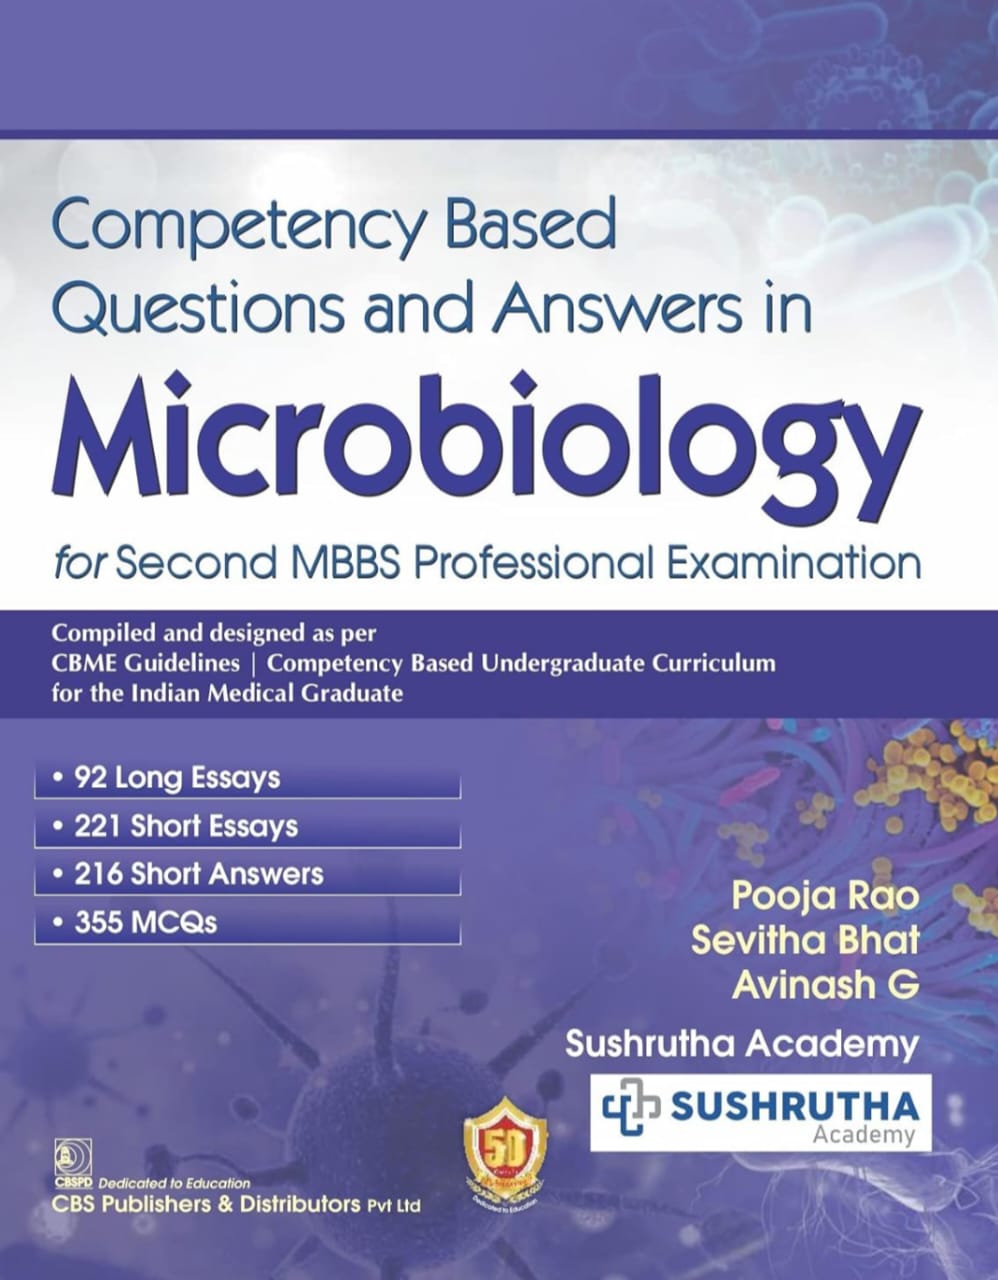 Competency Based
Questions and Answers in
Microbiology
for Second MBBS Professional Examination
Compiled and designed as per
CBME Guidelines | Competency Based Undergraduate Curriculum
for the Indian Medical Graduate
• 92 Long Essays
• 221 Short Essays
• 216 Short Answers
• 355 MCQs
Pooja Rao
Sevitha Bhat
Avinash G
Sushrutha Academy
SUSHRUTHA
Academy
CBSPD Dedicated to Education
CBS Publishers & Distributors Pvt Ltd
50
Dedicated to Education